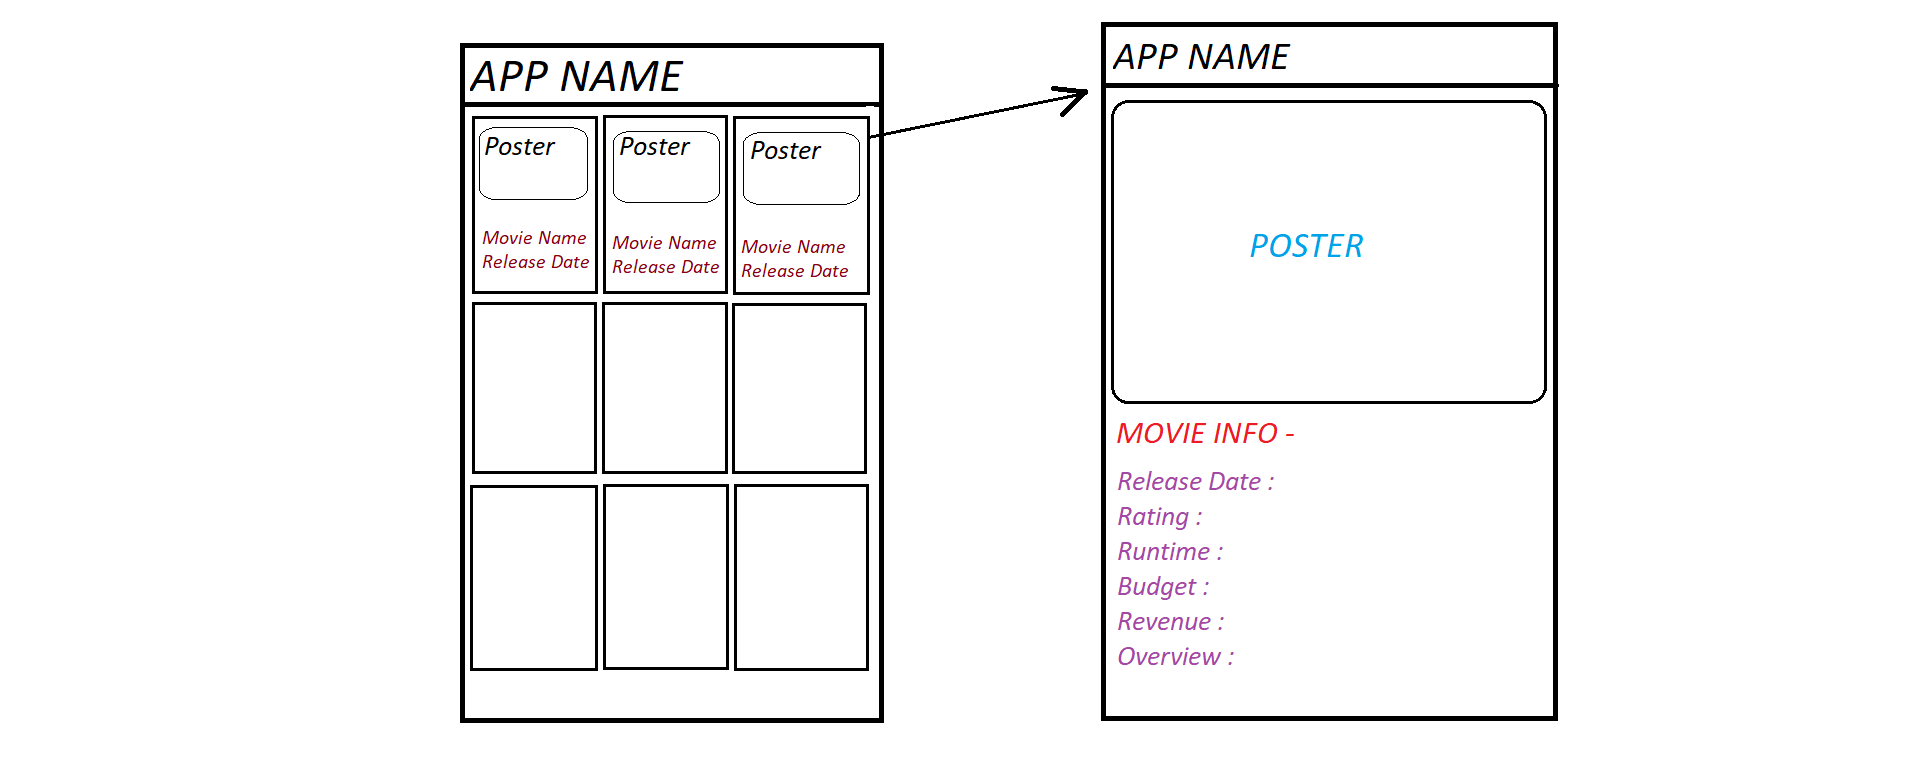 APP NAME
Poster
Movie Name
Release Date
Poster
Movie Name
Release Date
Poster
Movie Name
Release Date
APP NAME
POSTER
MOVIE INFO -
Release Date :
Rating :
Runtime :
Budget :
Revenue :
Overview :